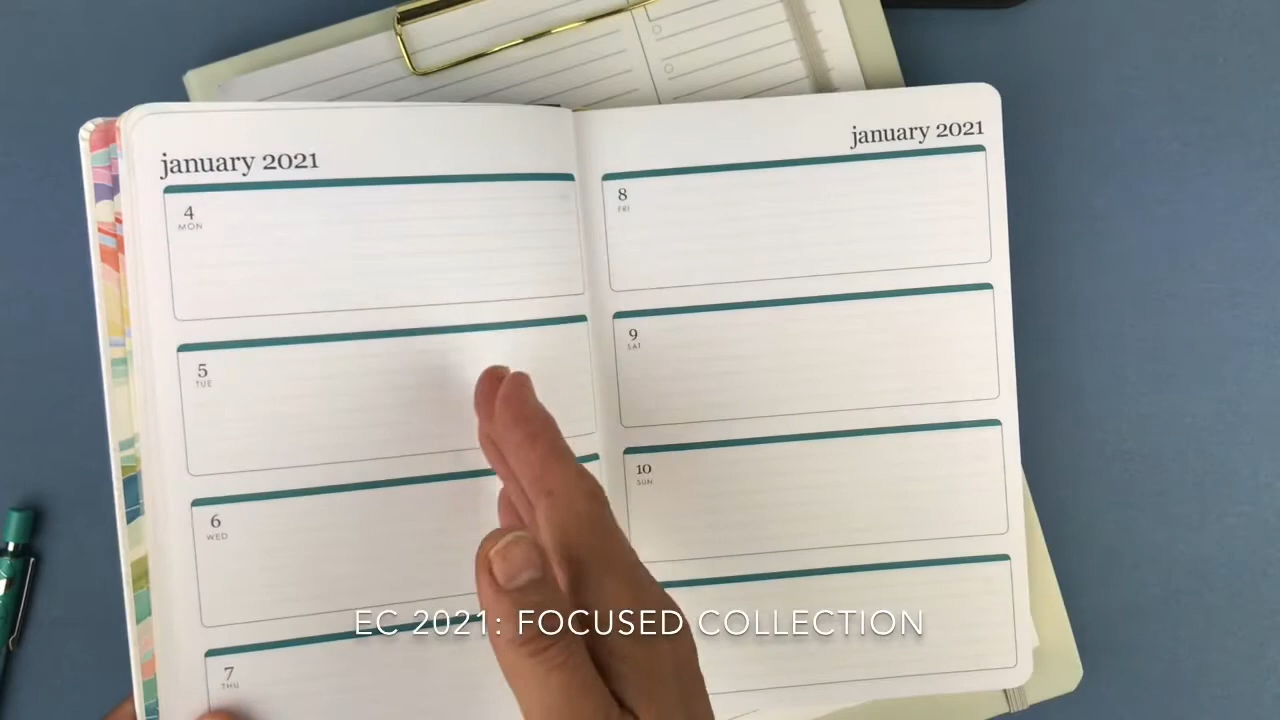 january 2021
4
MON
5
TUE
6
WED
7
THU
january 2021
8
FRI
9
SAT
10
SUN
EC 2021: FOCUSED COLLECTION